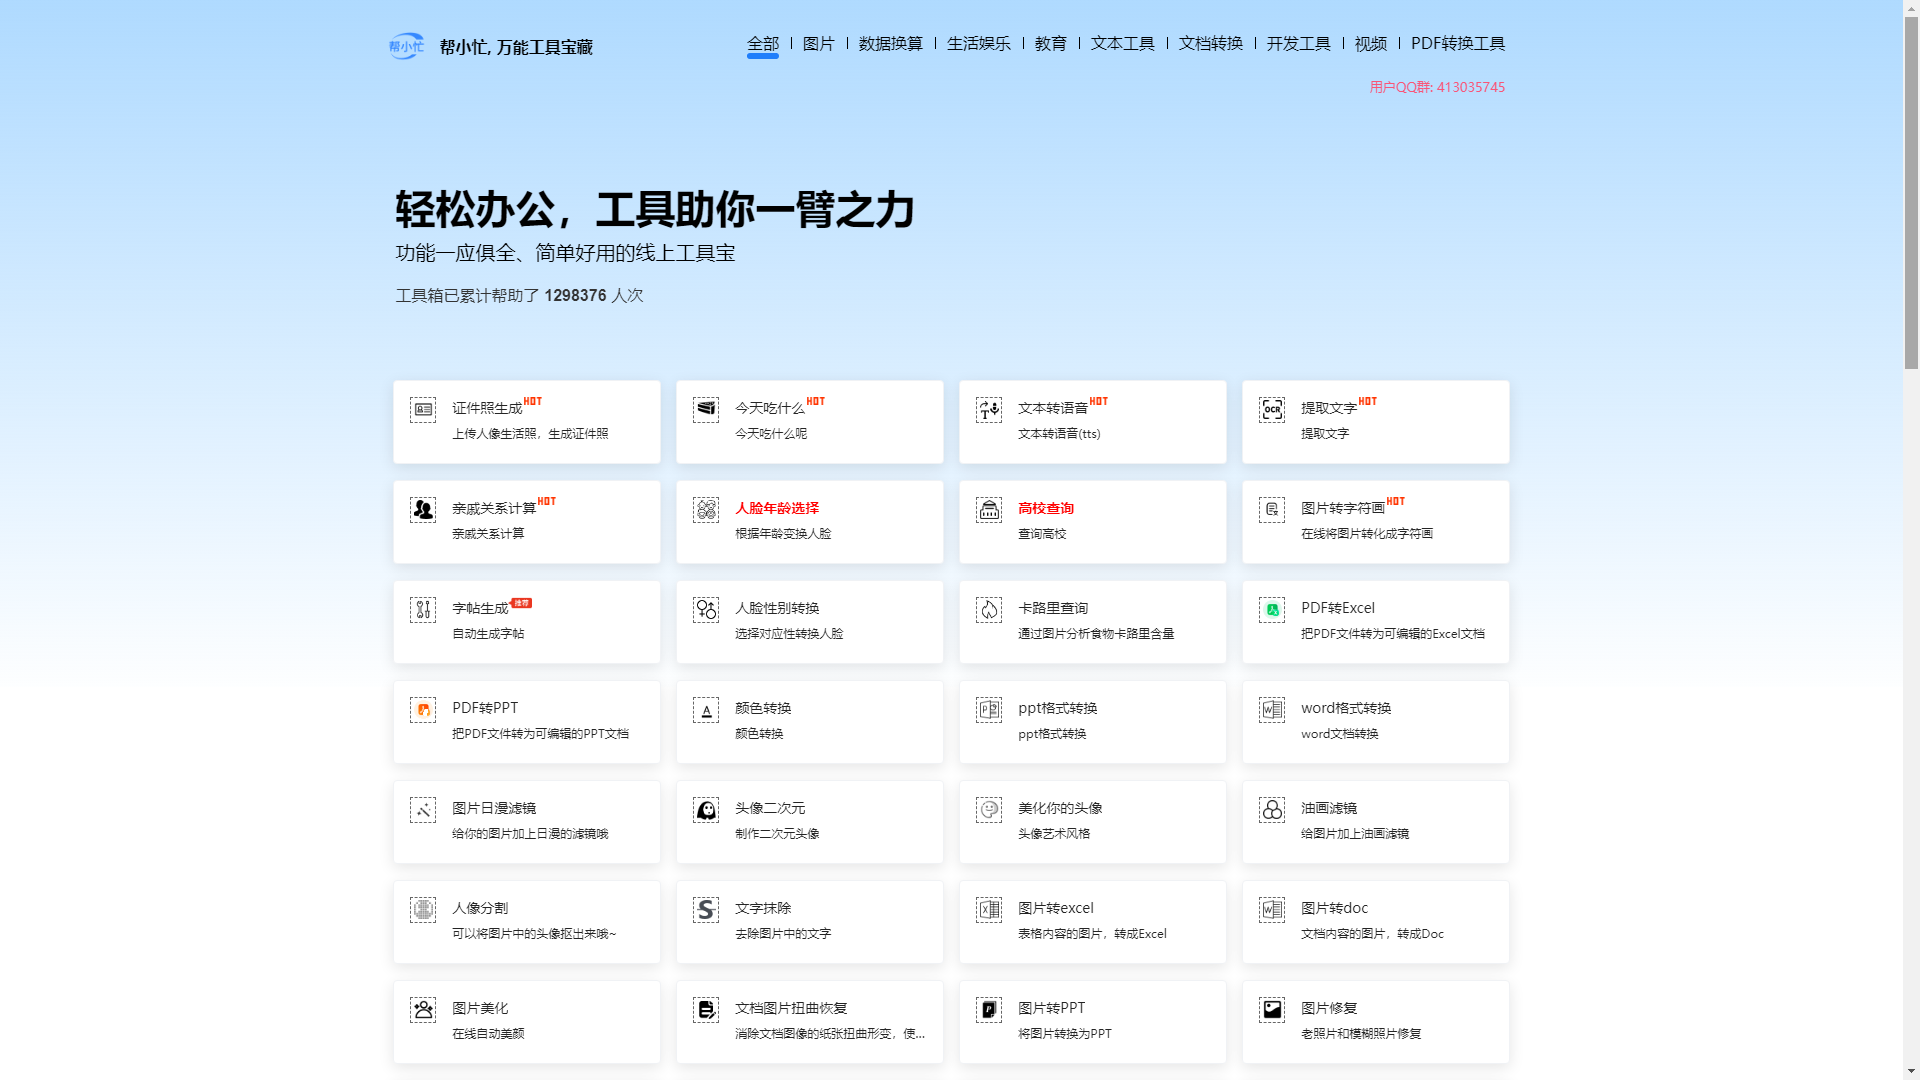 帮小忙 帮小忙, 万能工具宝藏
全部 图片 数据换算 生活娱乐 教育 文本工具 文档转换 开发工具 视频 PDF转换工具
用户QQ群: 413035745
轻松办公，工具助你一臂之力
功能一应俱全、简单好用的线上工具宝
工具箱已累计帮助了 1298376 人次
证件照生成HOT
上传人像生活照，生成证件照
今天吃什么HOT
今天吃什么呢
文本转语音HOT
文本转语音(tts)
OCR 提取文字HOT
提取文字
亲戚关系计算HOT
亲戚关系计算
人脸年龄选择
根据年龄变换人脸
高校查询
查询高校
图片转字符画HOT
在线将图片转化成字符画
字帖生成 推荐
自动生成字帖
人脸性别转换
选择对应性转换人脸
卡路里查询
通过图片分析食物卡路里含量
PDF转Excel
把PDF文件转为可编辑的Excel文档
PDF转PPT
把PDF文件转为可编辑的PPT文档
颜色转换
颜色转换
ppt格式转换
ppt格式转换
word格式转换
word文档转换
图片日漫滤镜
给你的图片加上日漫的滤镜哦
头像二次元
制作二次元头像
美化你的头像
头像艺术风格
油画滤镜
给图片加上油画滤镜
人像分割
可以将图片中的头像抠出来哦~
文字抹除
去除图片中的文字
图片转excel
表格内容的图片，转成Excel
图片转doc
文档内容的图片，转成Doc
图片美化
在线自动美颜
文档图片扭曲恢复
消除文档图像的纸张扭曲形变，使...
图片转PPT
将图片转换为PPT
图片修复
老照片和模糊照片修复